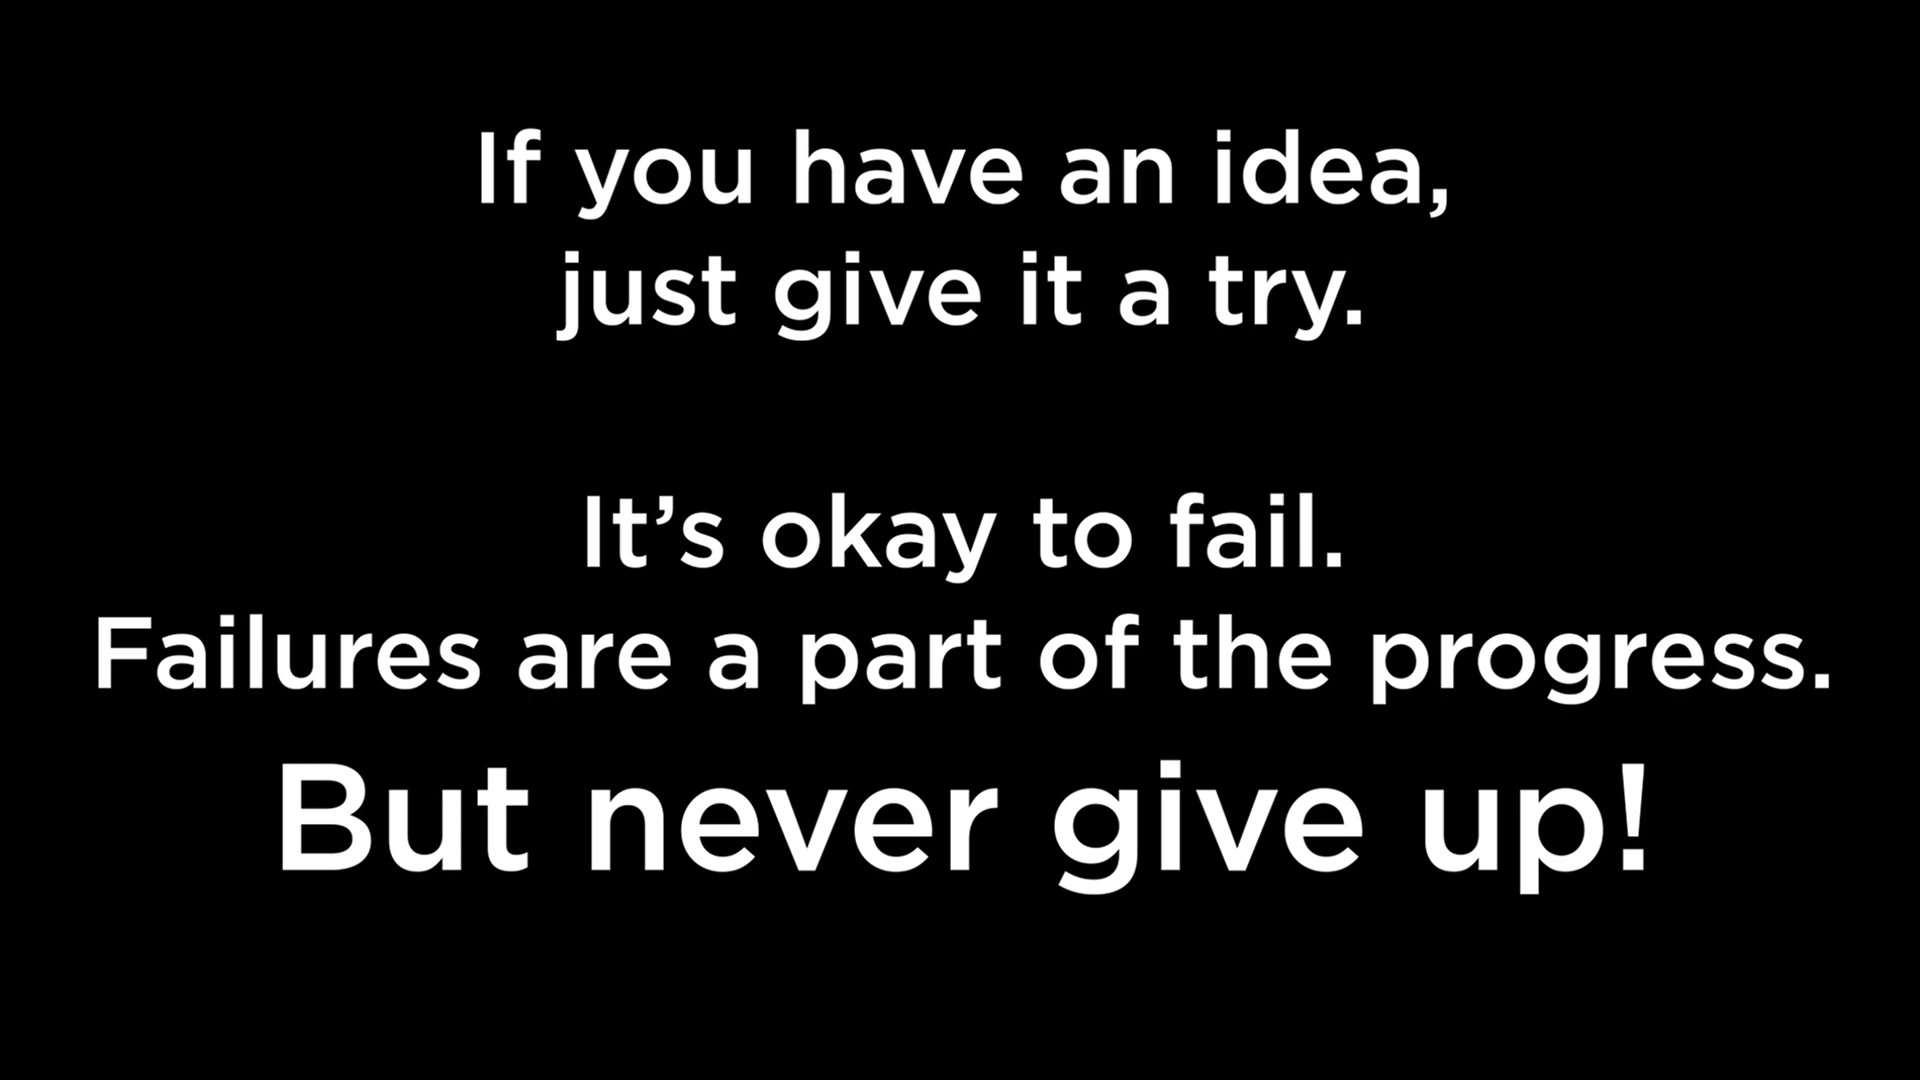 If you have an idea,
just give it a try.
It’s okay to fail.
Failures are a part of the progress.
But never give up!